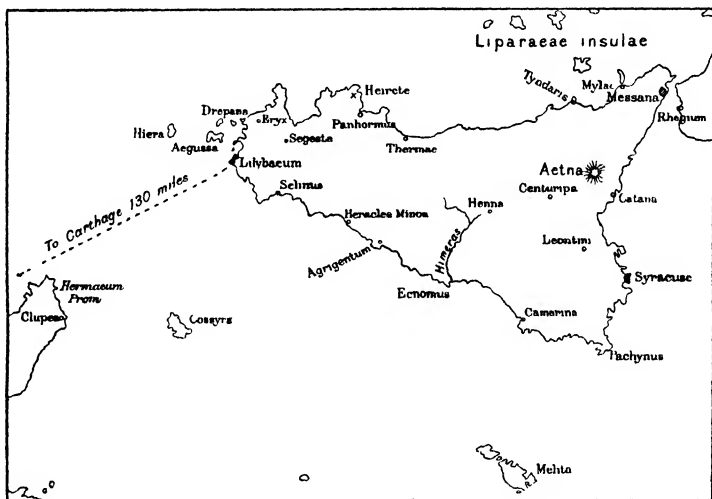 Liparaeae insulae
Tyndaris
Mylae
Messana
Rhegium
Heircte
Drepana
Eryx
Panhormus
Hiera
Aegussa
Segesta
Thermae
Lilybaeum
Aetna
Selinus
Centuripa
Henna
Catana
To Carthage 130 miles
Heraclea Minoa
Himeras
Leontini
Agrigentum
Hermaeum
Prom
Ecnomus
Syracuse
Clupea
Cossyra
Camarina
Pachynus
Melita